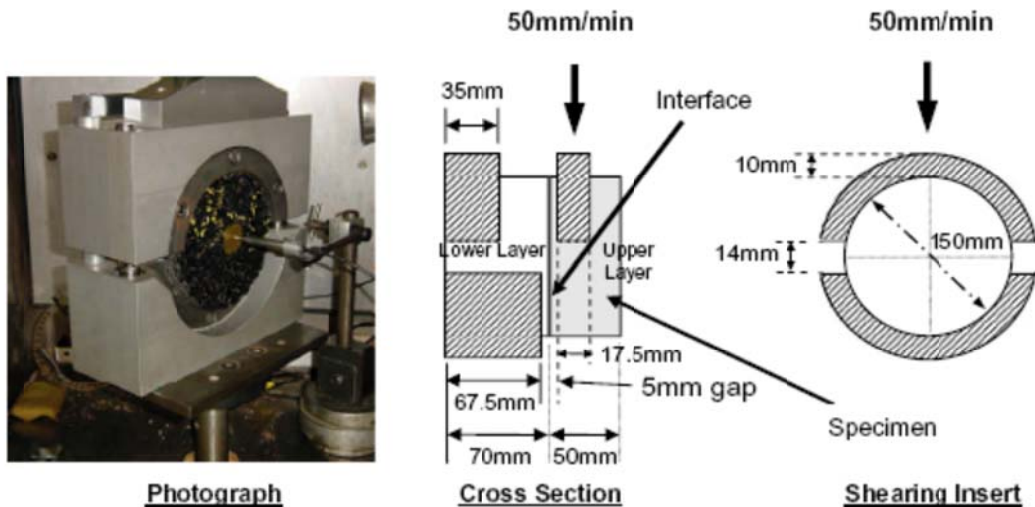 50mm/min
50mm/min
35mm
Interface
10mm
Lower Layer
Upper
Layer
14mm
150mm
17.5mm
5mm gap
67.5mm
Specimen
70mm
50mm
Photograph
Cross Section
Shearing Insert